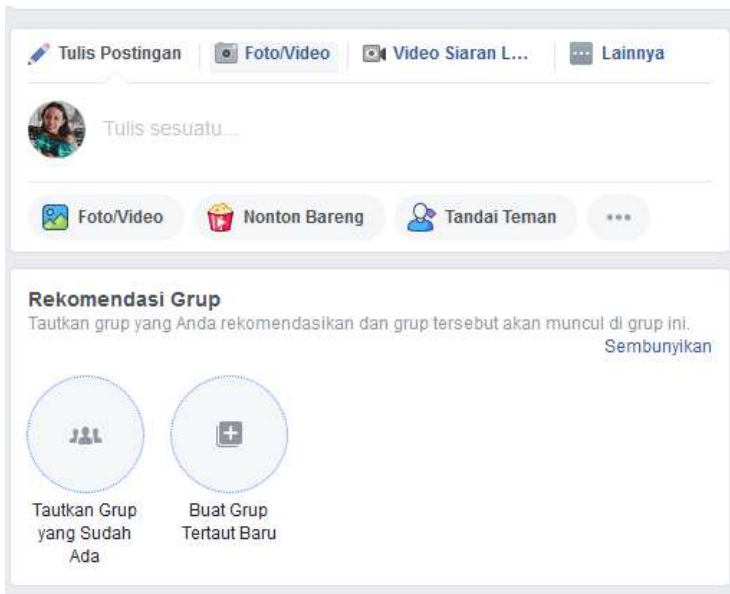 Tulis Postingan Foto/Video Video Siaran L... Lainnya
Tulis sesuatu...
Foto/Video Nonton Bareng Tandai Teman
Rekomendasi Grup
Tautkan grup yang Anda rekomendasikan dan grup tersebut akan muncul di grup ini.
Sembunyikan
Tautkan Grup
yang Sudah
Ada
Buat Grup
Tertaut Baru